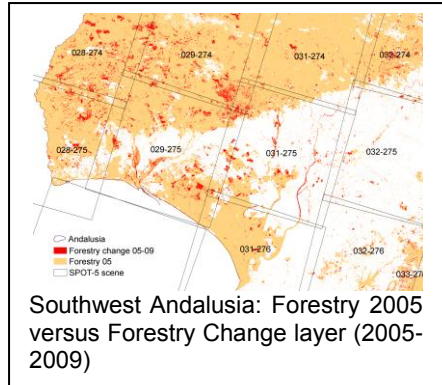 028-274
029-274
031-274
032-274
028-275
029-275
031-275
032-275
031-276
032-276
033-276
Andalusia
Forestry change 05-09
Forestry 05
SPOT-5 scene
Southwest Andalusia: Forestry 2005
versus Forestry Change layer (2005-
2009)